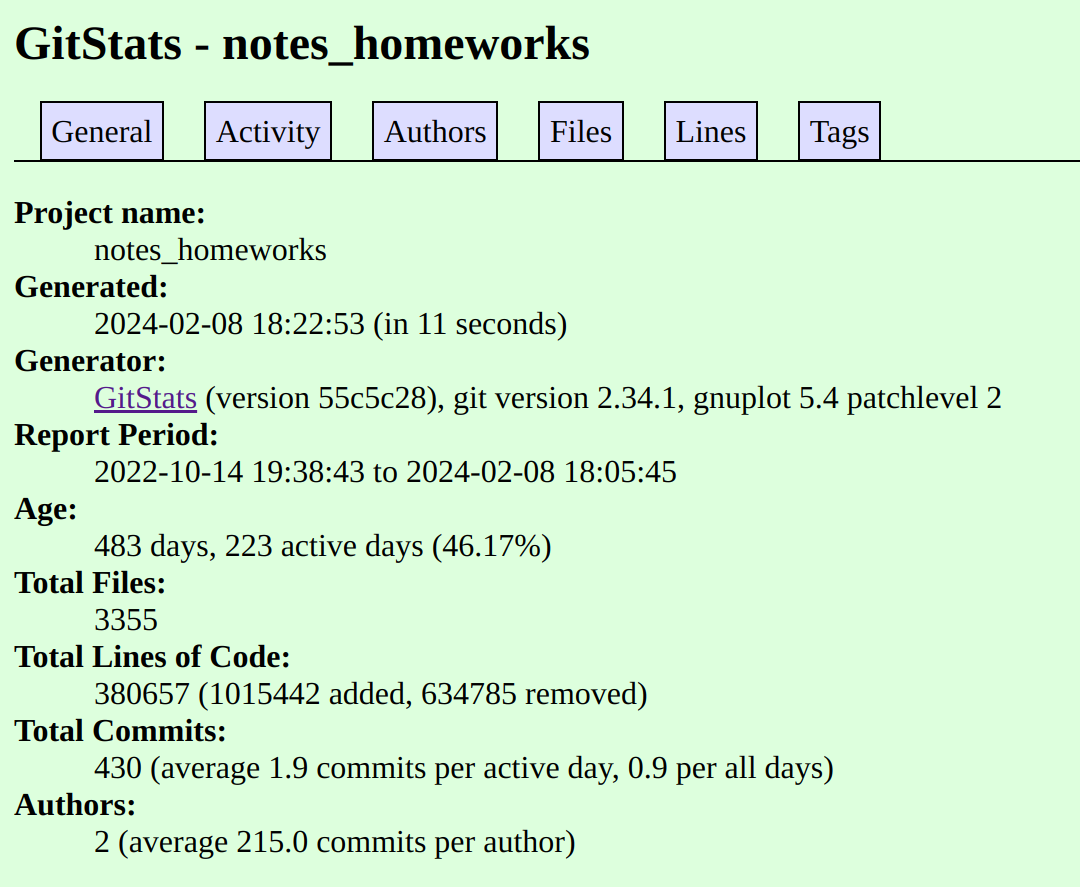 GitStats - notes_homeworks
General Activity Authors Files Lines Tags
Project name:
notes_homeworks
Generated:
2024-02-08 18:22:53 (in 11 seconds)
Generator:
GitStats (version 55c5c28), git version 2.34.1, gnuplot 5.4 patchlevel 2
Report Period:
2022-10-14 19:38:43 to 2024-02-08 18:05:45
Age:
483 days, 223 active days (46.17%)
Total Files:
3355
Total Lines of Code:
380657 (1015442 added, 634785 removed)
Total Commits:
430 (average 1.9 commits per active day, 0.9 per all days)
Authors:
2 (average 215.0 commits per author)